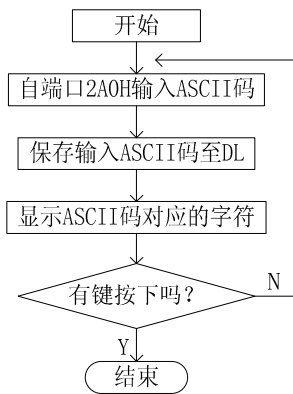 开始
自端口2A0H输入ASCII码
保存输入ASCII码至DL
显示ASCII码对应的字符
有键按下吗？
N
Y
结束